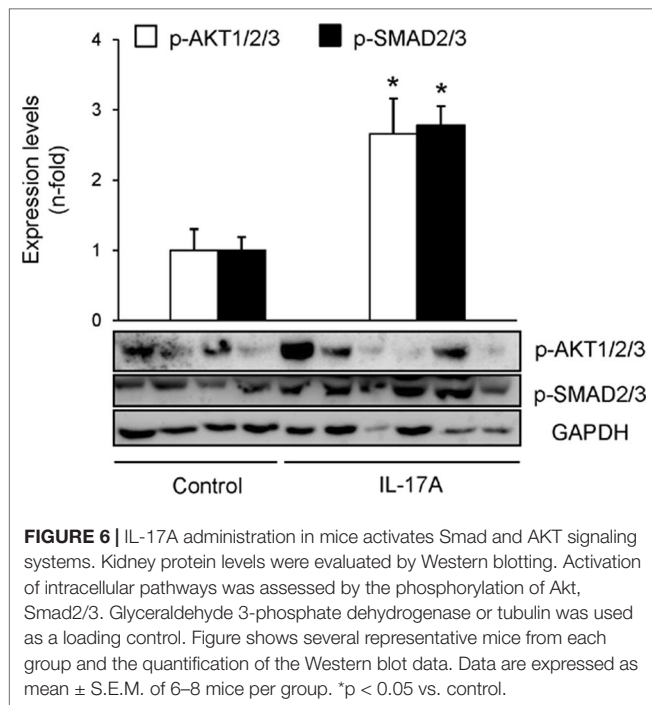 4
p-AKT1/2/3
p-SMAD2/3
*
*
3
2
1
0
Expression levels
(n-fold)
p-AKT1/2/3
p-SMAD2/3
GAPDH
Control
IL-17A
FIGURE 6 | IL-17A administration in mice activates Smad and AKT signaling
systems. Kidney protein levels were evaluated by Western blotting. Activation
of intracellular pathways was assessed by the phosphorylation of Akt,
Smad2/3. Glyceraldehyde 3-phosphate dehydrogenase or tubulin was used
as a loading control. Figure shows several representative mice from each
group and the quantification of the Western blot data. Data are expressed as
mean ± S.E.M. of 6–8 mice per group. *p < 0.05 vs. control.